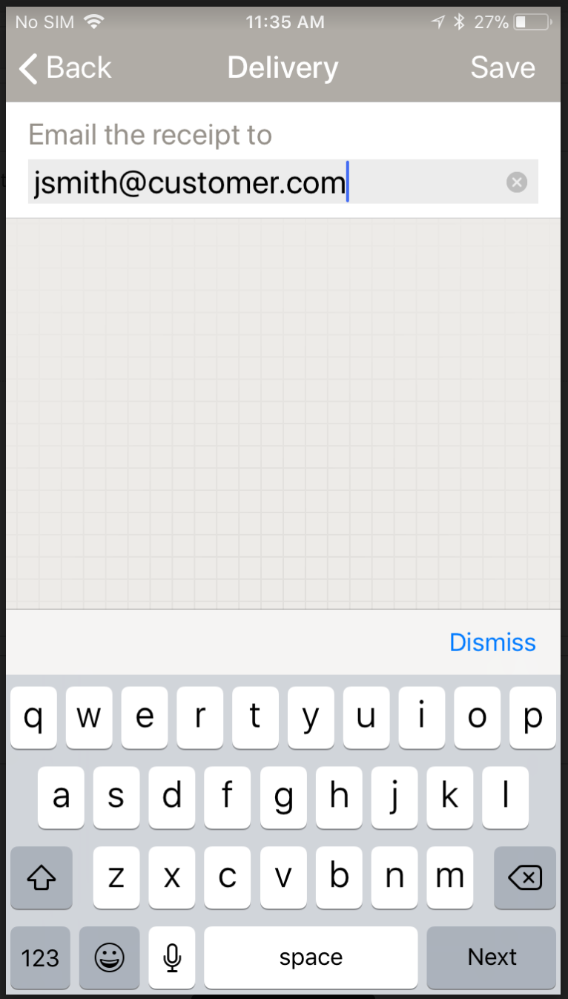 No SIM 11:35 AM 27%
Back Delivery Save
Email the receipt to
jsmith@customer.com
Dismiss
q w e r t y u i o p
a s d f g h j k l
z x c v b n m
123 space Next